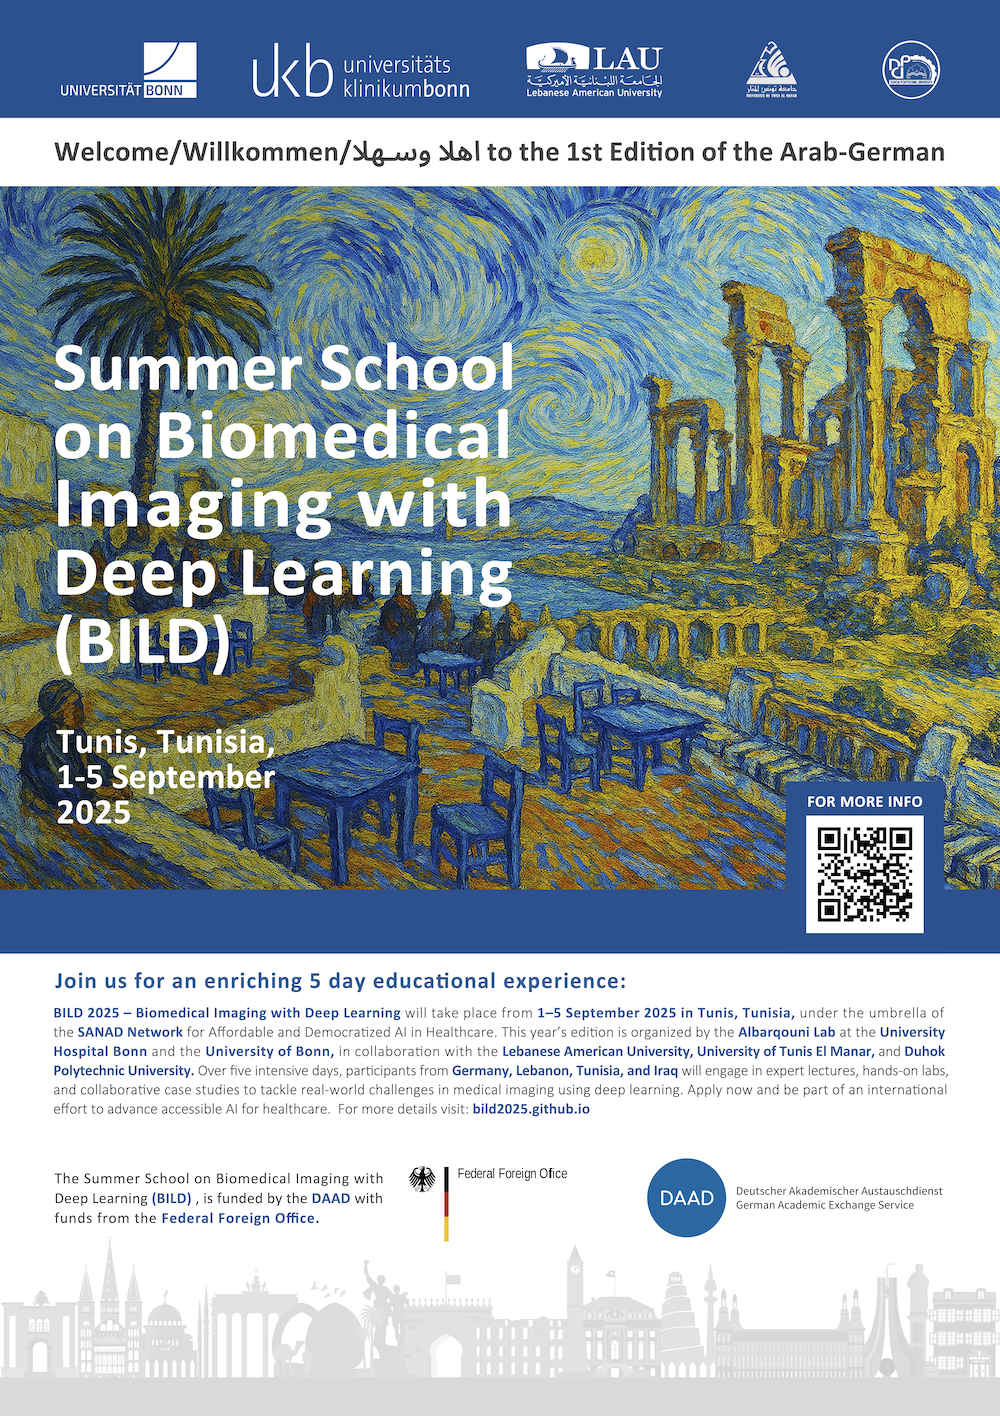 UNIVERSITÄT BONN
ukb universitäts
klinikumbonn
LAU
الجامعة اللبنانية الأميركية
Lebanese American University
جامعة تونس المنار
UNIVERSITÉ DE TUNIS EL MANAR
Welcome/Willkommen/اهلا وسهلا to the 1st Edition of the Arab-German
Summer School
on Biomedical
Imaging with
Deep Learning
(BILD)
Tunis, Tunisia,
1-5 September
2025
FOR MORE INFO
Join us for an enriching 5 day educational experience:
BILD 2025 – Biomedical Imaging with Deep Learning will take place from 1–5 September 2025 in Tunis, Tunisia, under the umbrella of
the SANAD Network for Affordable and Democratized AI in Healthcare. This year's edition is organized by the Albarqouni Lab at the University
Hospital Bonn and the University of Bonn, in collaboration with the Lebanese American University, University of Tunis El Manar, and Duhok
Polytechnic University. Over five intensive days, participants from Germany, Lebanon, Tunisia, and Iraq will engage in expert lectures, hands-on labs,
and collaborative case studies to tackle real-world challenges in medical imaging using deep learning. Apply now and be part of an international
effort to advance accessible AI for healthcare. For more details visit: bild2025.github.io
The Summer School on Biomedical Imaging with
Deep Learning (BILD) , is funded by the DAAD with
funds from the Federal Foreign Office.
Federal Foreign Office
DAAD
Deutscher Akademischer Austauschdienst
German Academic Exchange Service